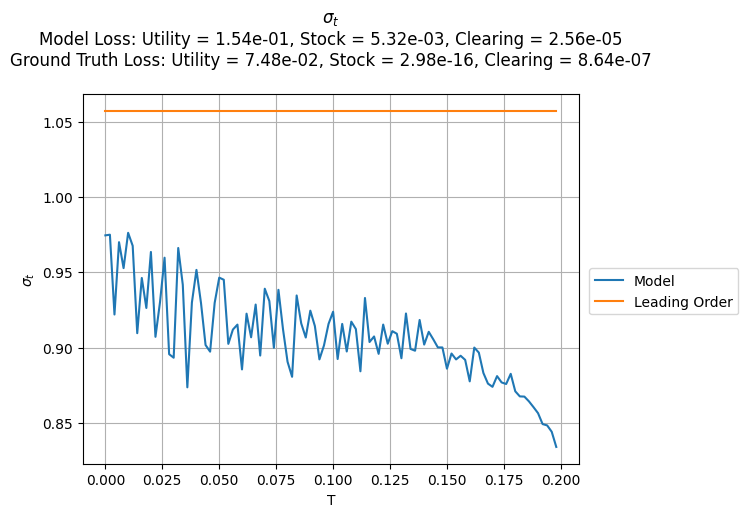 σt
Model Loss: Utility = 1.54e-01, Stock = 5.32e-03, Clearing = 2.56e-05
Ground Truth Loss: Utility = 7.48e-02, Stock = 2.98e-16, Clearing = 8.64e-07
1.05
1.00
0.95
0.90
0.85
σt
0.000 0.025 0.050 0.075 0.100 0.125 0.150 0.175 0.200
T
Model
Leading Order